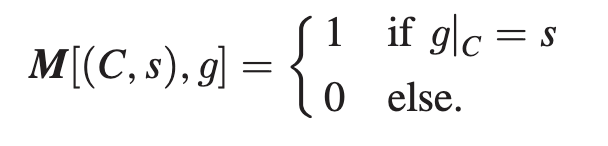 M[(C, s), g] = { 1 if g|_C = s
0 else.